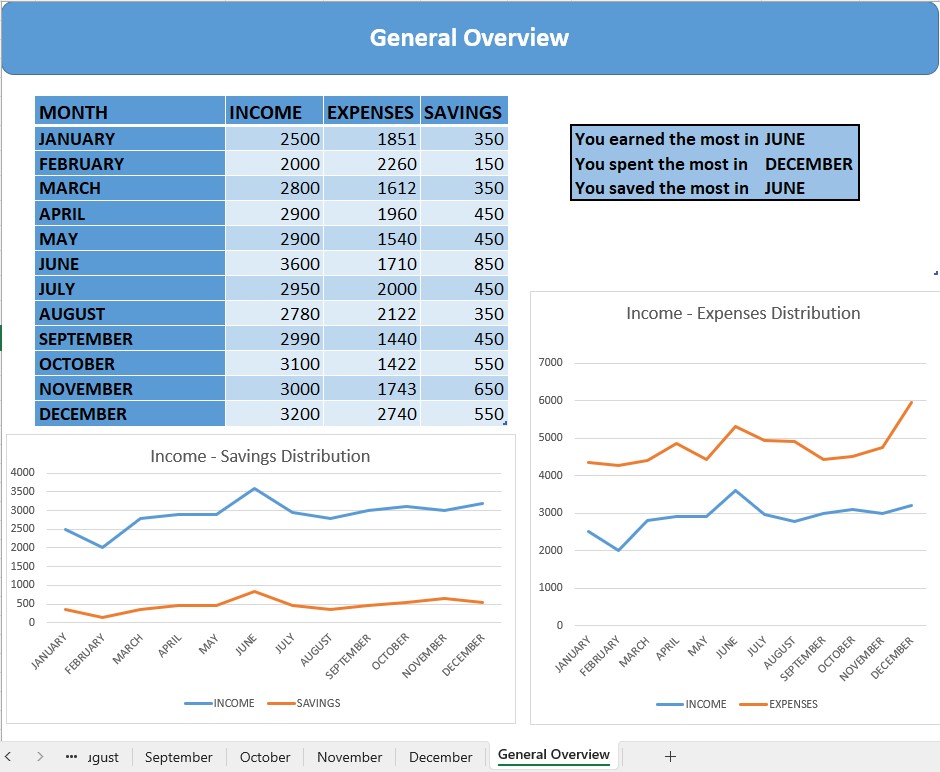 General Overview
MONTH INCOME EXPENSES SAVINGS
JANUARY 2500 1851 350
FEBRUARY 2000 2260 150
MARCH 2800 1612 350
APRIL 2900 1960 450
MAY 2900 1540 450
JUNE 3600 1710 850
JULY 2950 2000 450
AUGUST 2780 2122 350
SEPTEMBER 2990 1440 450
OCTOBER 3100 1422 550
NOVEMBER 3000 1743 650
DECEMBER 3200 2740 550
You earned the most in JUNE
You spent the most in DECEMBER
You saved the most in JUNE
Income - Savings Distribution
4000
3500
3000
2500
2000
1500
1000
500
0
JANUARY FEBRUARY MARCH APRIL MAY JUNE JULY AUGUST SEPTEMBER OCTOBER NOVEMBER DECEMBER
INCOME SAVINGS
Income - Expenses Distribution
7000
6000
5000
4000
3000
2000
1000
0
JANUARY FEBRUARY MARCH APRIL MAY JUNE JULY AUGUST SEPTEMBER OCTOBER NOVEMBER DECEMBER
INCOME EXPENSES
... ugust September October November December General Overview +